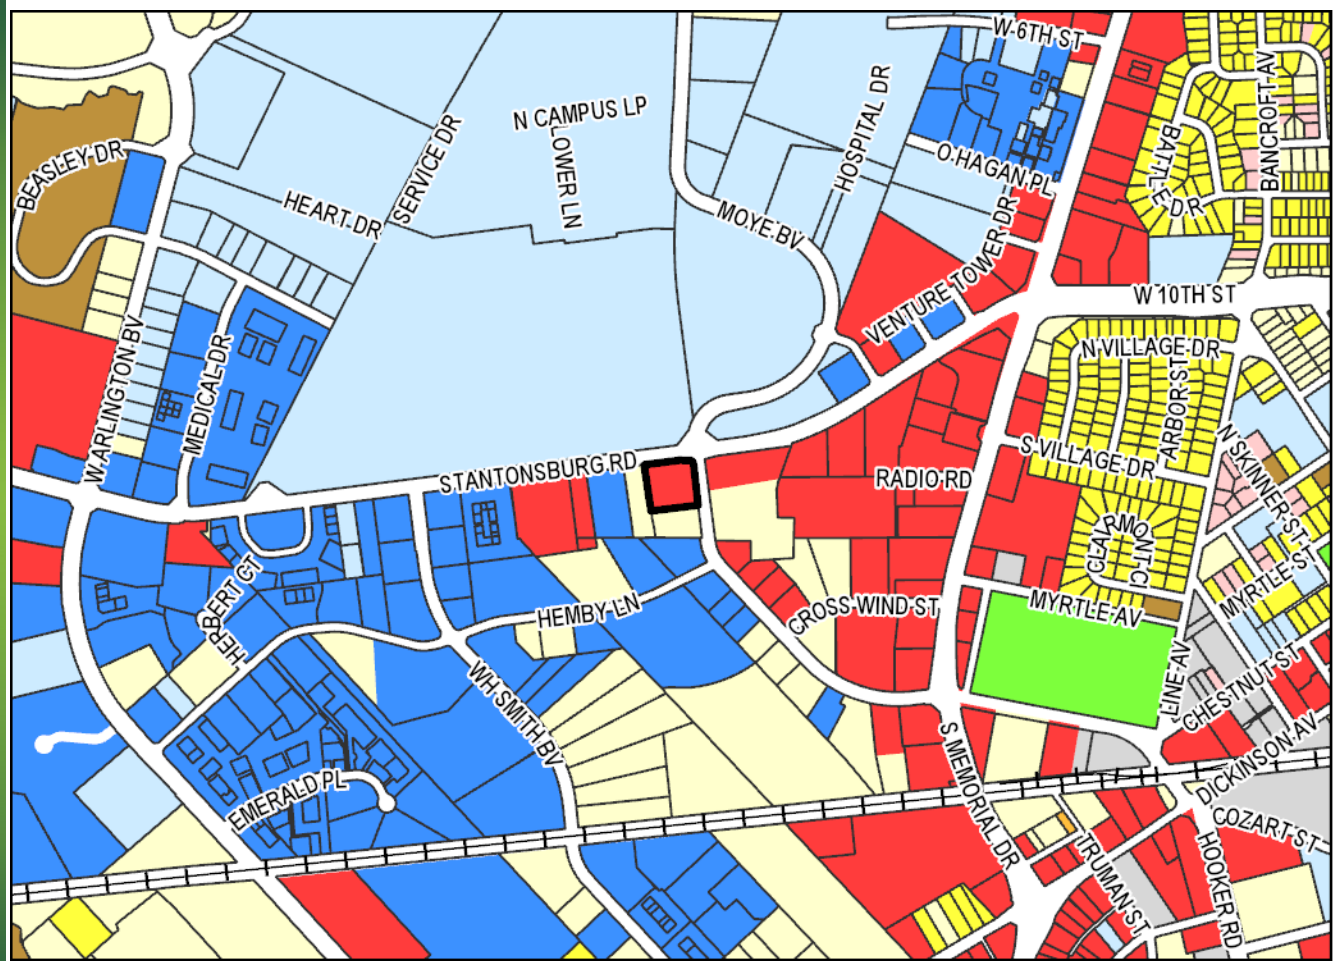 W 6TH ST
BANCROFT AV
HOSPITAL DR
N CAMPUS LP
LOWER LN
SERVICE DR
BATTLE DR
BEASLEY DR
O HAGAN PL
HEART DR
MOYE BV
VENTURE TOWER DR
W 10TH ST
W ARLINGTON BV
MEDICAL DR
N VILLAGE DR
ARBOR ST
S VILLAGE DR
N SKINNER ST
STANTONSBURG RD
RADIO RD
CLAIRMONT CI
MYRTLE ST
HERBERT CT
HEMBY LN
CROSS WIND ST
MYRTLE AV
LINE AV
CHESTNUT ST
WH SMITH BV
S MEMORIAL DR
DICKINSON AV
EMERALD PL
COZART ST
TRUMAN ST
HOOKER RD